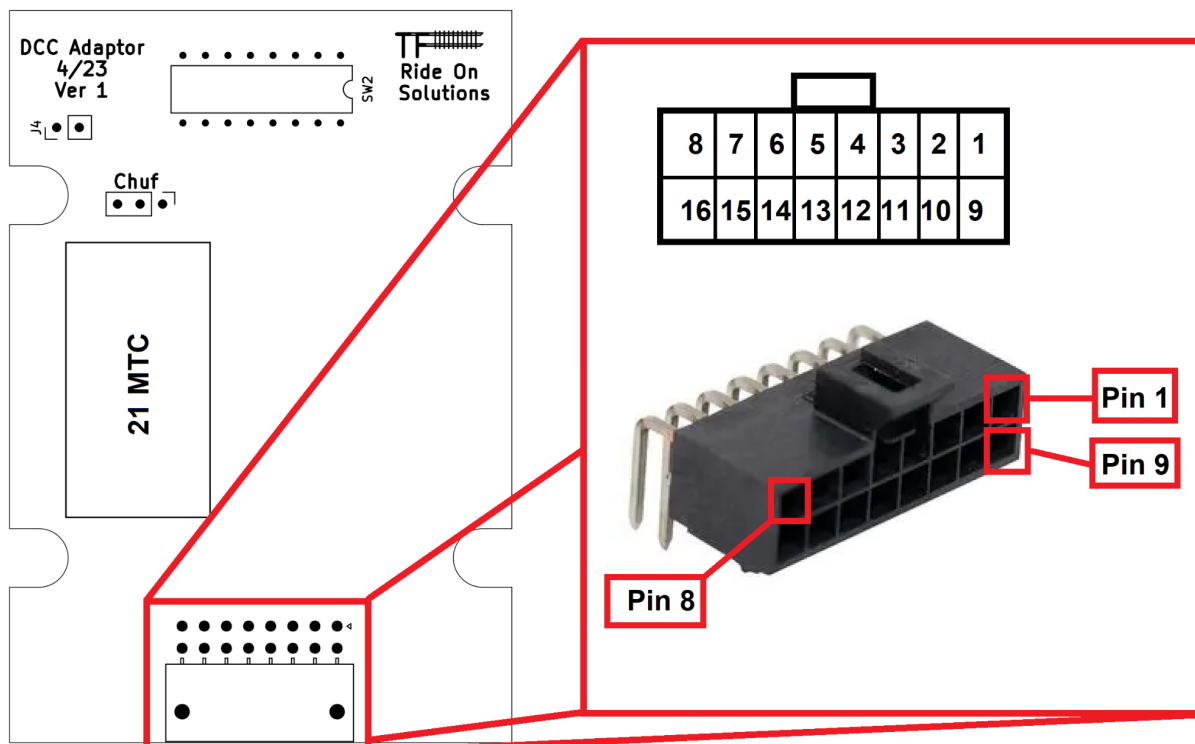 DCC Adaptor
4/23
Ver 1
TF
Ride On
Solutions
SW2
J4
Chuf
21 MTC
8 7 6 5 4 3 2 1
16 15 14 13 12 11 10 9
Pin 1
Pin 9
Pin 8